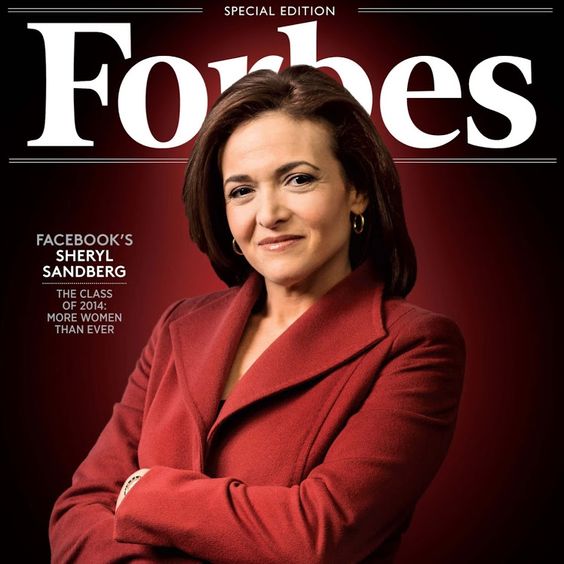 SPECIAL EDITION
Forbes
FACEBOOK'S
SHERYL
SANDBERG
THE CLASS
OF 2014:
MORE WOMEN
THAN EVER